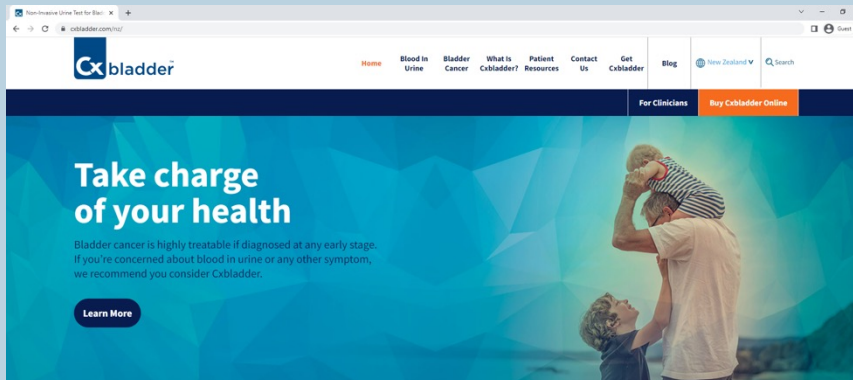 Non-Invasive Urine Test for Blad
cxbladder.com/nz/
Guest
Cxbladder™
Home
Blood In Urine
Bladder Cancer
What Is Cxbladder?
Patient Resources
Contact Us
Get Cxbladder
Blog
New Zealand
Search
For Clinicians
Buy Cxbladder Online
Take charge
of your health
Bladder cancer is highly treatable if diagnosed at any early stage.
If you're concerned about blood in urine or any other symptom,
we recommend you consider Cxbladder.
Learn More